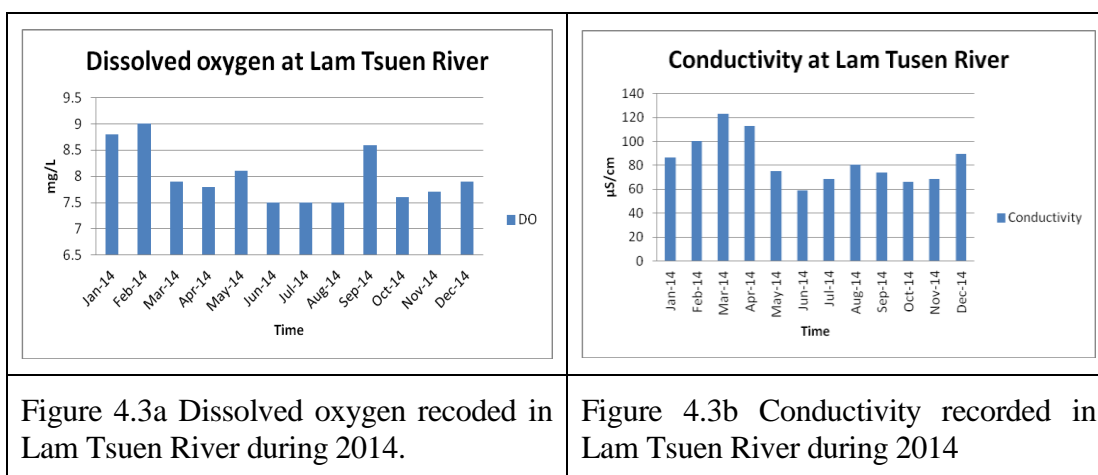 Dissolved oxygen at Lam Tsuen River
9.5
9
8.5
8
7.5
7
6.5
mg/L
Jan-14
Feb-14
Mar-14
Apr-14
May-14
Jun-14
Jul-14
Aug-14
Sep-14
Oct-14
Nov-14
Dec-14
Time
DO
Figure 4.3a Dissolved oxygen recoded in
Lam Tsuen River during 2014.
Conductivity at Lam Tusen River
140
120
100
80
60
40
20
0
µS/cm
Jan-14
Feb-14
Mar-14
Apr-14
May-14
Jun-14
Jul-14
Aug-14
Sep-14
Oct-14
Nov-14
Dec-14
Time
Conductivity
Figure 4.3b Conductivity recorded in
Lam Tsuen River during 2014